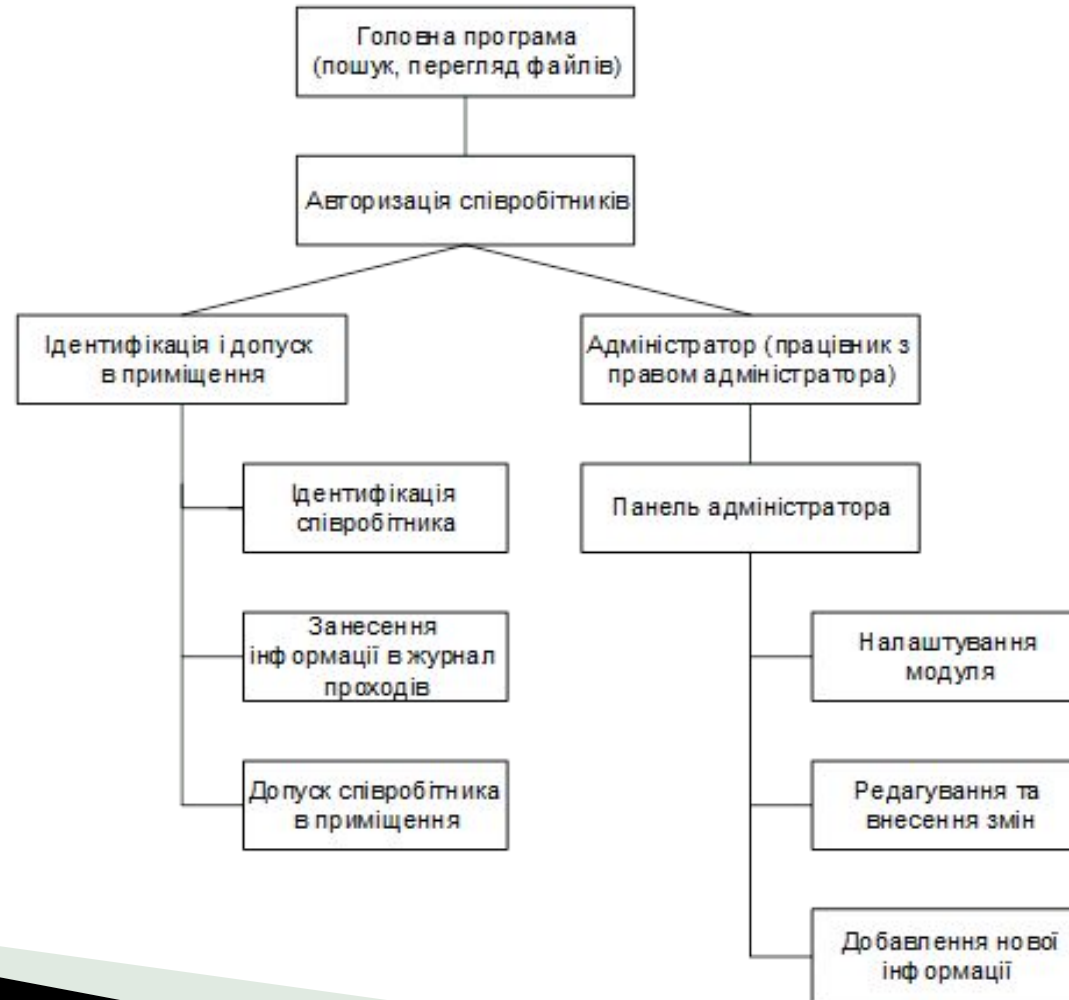 Головна програма
(пошук, перегляд файлів)
Авторизація співробітників
Ідентифікація і допуск
в приміщення
Адміністратор (працівник з
правом адміністратора)
Ідентифікація
співробітника
Панель адміністратора
Занесення
інформації в журнал
проходів
Налаштування
модуля
Допуск співробітника
в приміщення
Редагування та
внесення змін
Добавлення нової
інформації